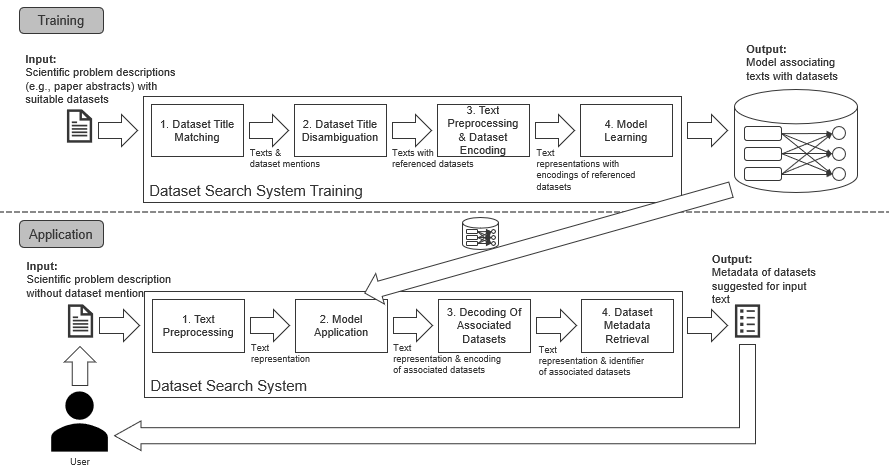 Training
Input:
Scientific problem descriptions
(e.g., paper abstracts) with
suitable datasets
Output:
Model associating
texts with datasets
1. Dataset Title
Matching
2. Dataset Title
Disambiguation
3. Text
Preprocessing
& Dataset
Encoding
4. Model
Learning
Texts &
dataset mentions
Texts with
referenced datasets
Text
representations with
encodings of referenced
datasets
Dataset Search System Training
Application
Input:
Scientific problem description
without dataset mention
Output:
Metadata of datasets
suggested for input
text
1. Text
Preprocessing
2. Model
Application
3. Decoding Of
Associated
Datasets
4. Dataset
Metadata
Retrieval
Text
representation
Text
representation & encoding
of associated datasets
Text
representation & identifier
of associated datasets
Dataset Search System
User